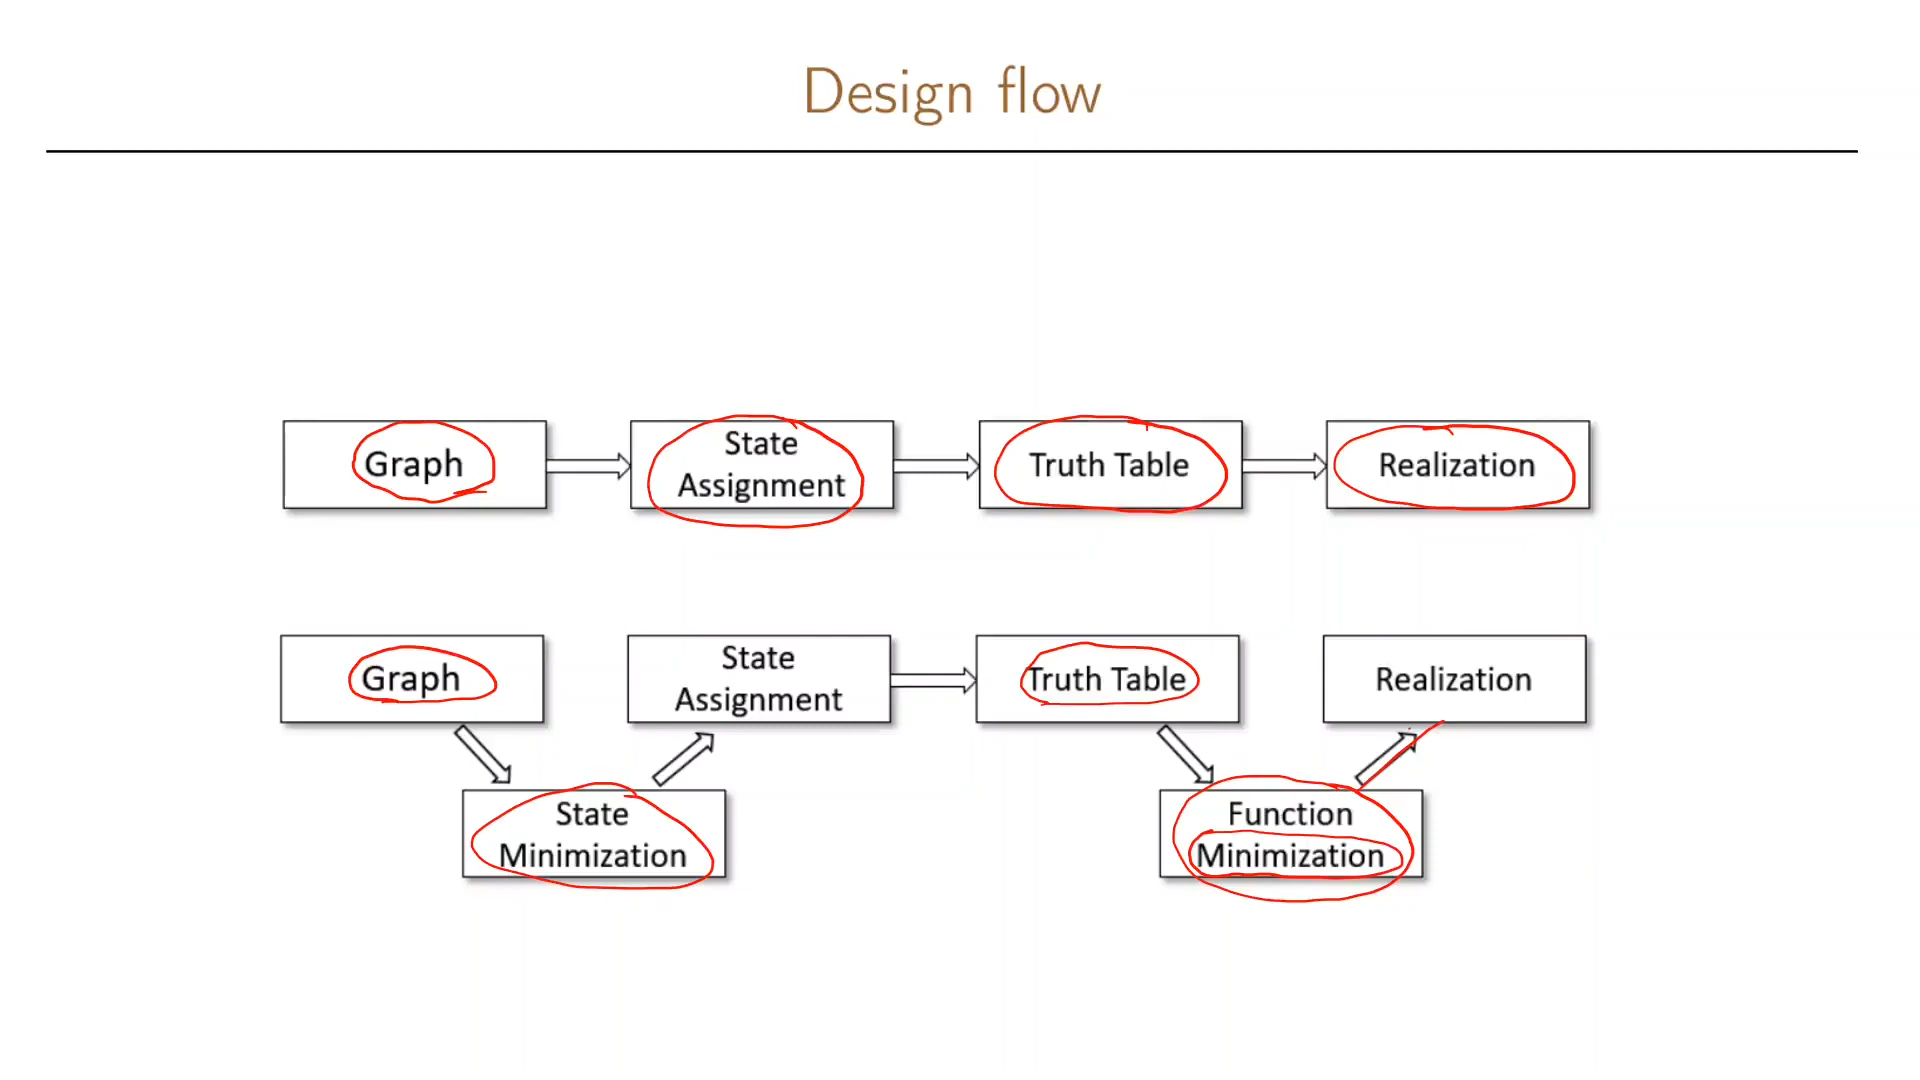 Design flow
Graph
State
Assignment
Truth Table
Realization
Graph
State
Assignment
Truth Table
Realization
State
Minimization
Function
Minimization